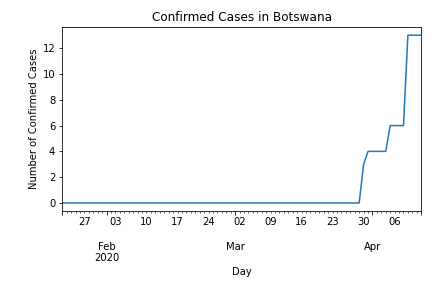 Confirmed Cases in Botswana
Number of Confirmed Cases
12
10
8
6
4
2
0
27 03 10 17 24 02 09 16 23 30 06
Feb Mar Apr
2020
Day